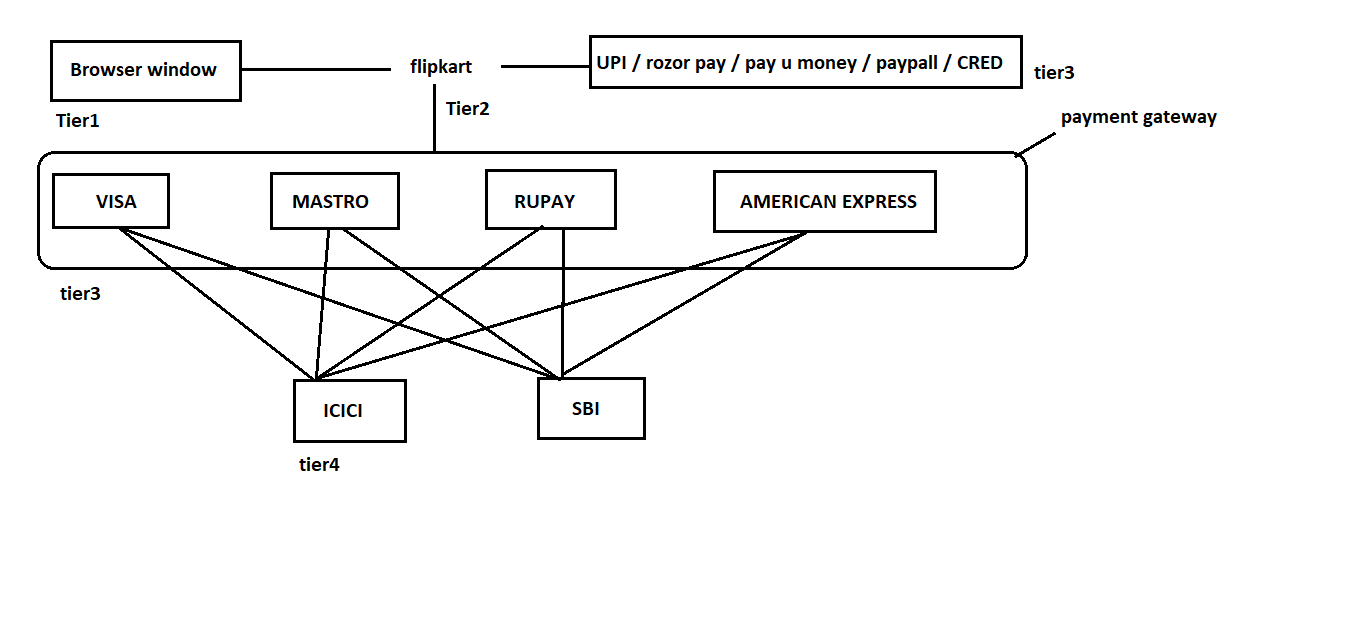 Browser window
flipkart
UPI / rozor pay / pay u money / paypall / CRED
tier3
Tier1
Tier2
payment gateway
VISA
MASTRO
RUPAY
AMERICAN EXPRESS
tier3
ICICI
SBI
tier4